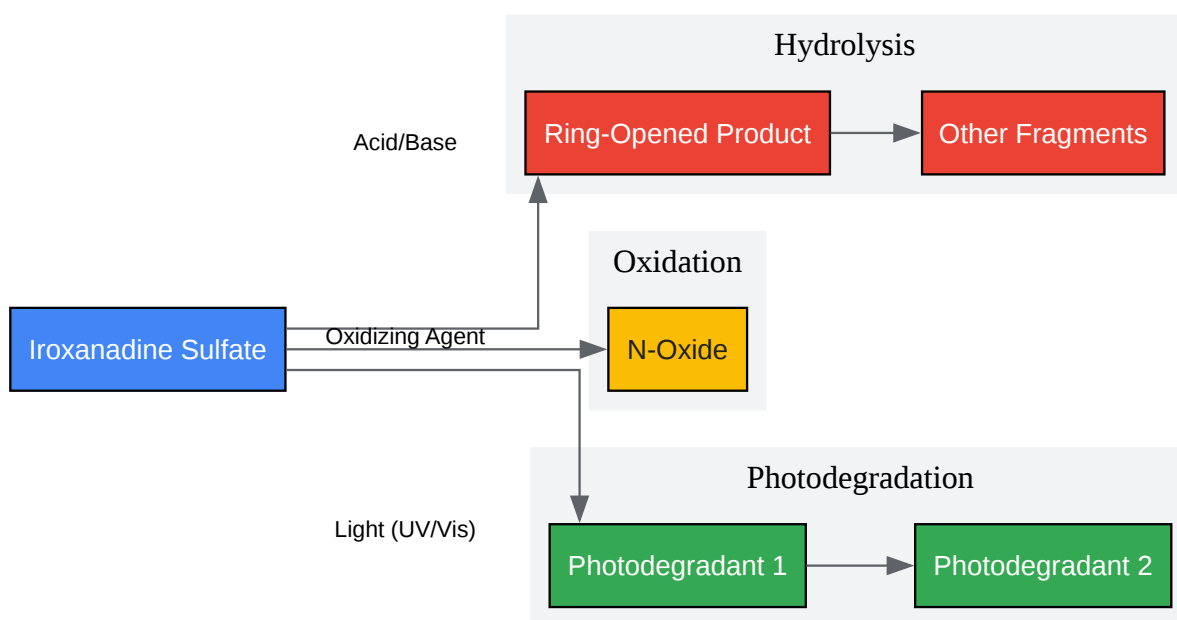 Hydrolysis
Acid/Base
Ring-Opened Product
Other Fragments
Oxidation
Iroxanadine Sulfate
Oxidizing Agent
N-Oxide
Photodegradation
Light (UV/Vis)
Photodegradant 1
Photodegradant 2